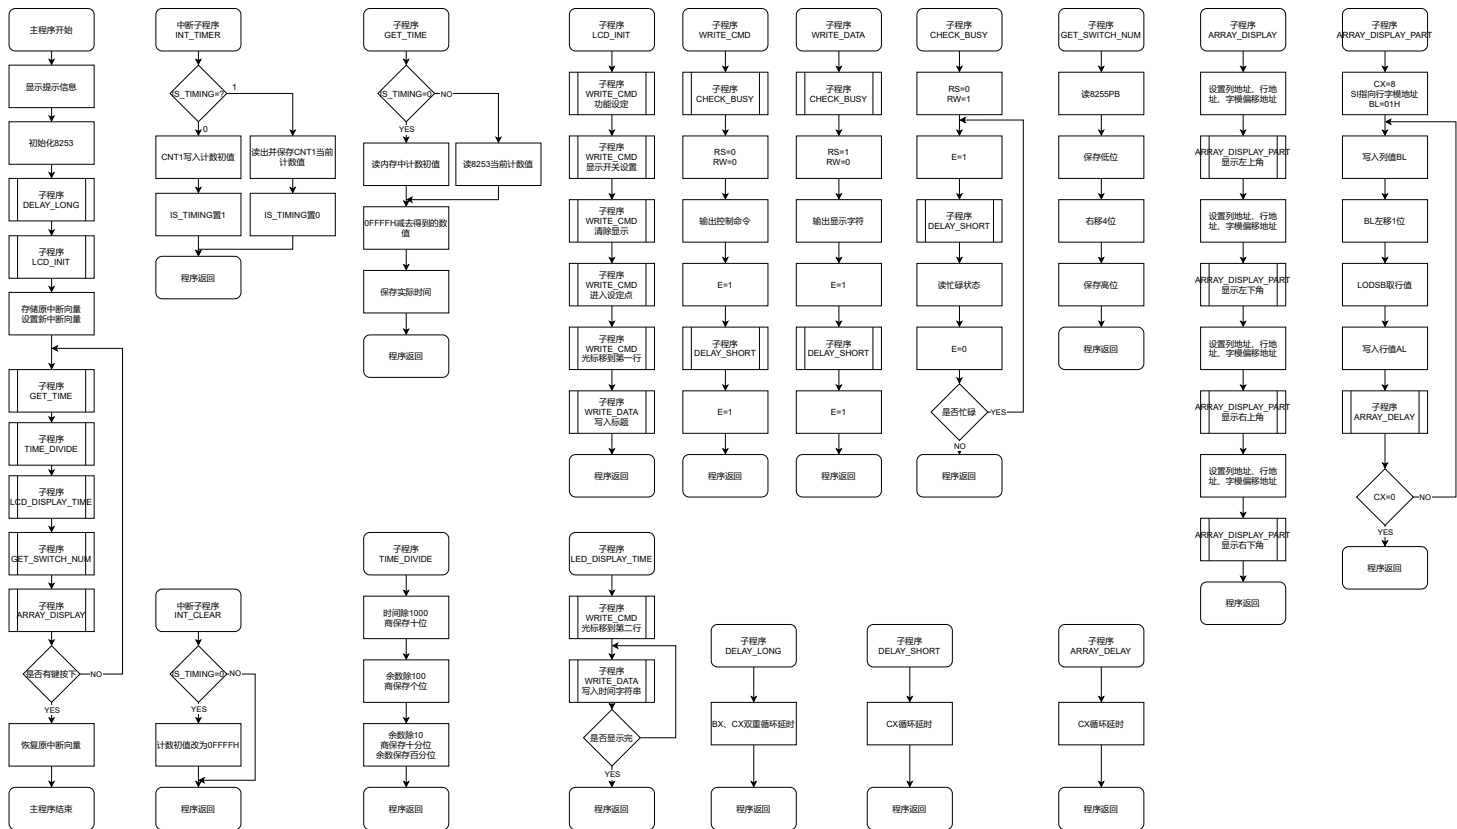 主程序开始
显示提示信息
初始化8253
子程序
DELAY_LONG
子程序
LCD_INIT
存储原中断向量
设置新中断向量
子程序
GET_TIME
子程序
TIME_DIVIDE
子程序
LCD_DISPLAY_TIME
子程序
GET_SWITCH_NUM
子程序
ARRAY_DISPLAY
是否有键按下
NO
YES
恢复原中断向量
主程序结束
中断子程序
INT_TIMER
IS_TIMING=?
1
0
CNT1写入计数初值
读出并保存CNT1当前
计数值
IS_TIMING置1
IS_TIMING置0
程序返回
中断子程序
INT_CLEAR
IS_TIMING=0
NO
YES
计数初值改为0FFFFH
程序返回
子程序
GET_TIME
IS_TIMING=0
NO
YES
读内存中计数初值
读8253当前计数值
0FFFFH减去得到的数
值
保存实际时间
程序返回
子程序
TIME_DIVIDE
时间除1000
商保存十位
余数除100
商保存个位
余数除10
商保存十分位
余数保存百分位
程序返回
子程序
LCD_INIT
子程序
WRITE_CMD
功能设定
子程序
WRITE_CMD
显示开关设置
子程序
WRITE_CMD
清除显示
子程序
WRITE_CMD
进入设定点
子程序
WRITE_CMD
光标移到第一行
子程序
WRITE_DATA
写入标题
程序返回
子程序
LED_DISPLAY_TIME
子程序
WRITE_CMD
光标移到第二行
子程序
WRITE_DATA
写入时间字符串
是否显示完
NO
YES
程序返回
子程序
WRITE_CMD
子程序
CHECK_BUSY
RS=0
RW=0
输出控制命令
E=1
子程序
DELAY_SHORT
E=1
程序返回
子程序
DELAY_LONG
BX、CX双重循环延时
程序返回
子程序
WRITE_DATA
子程序
CHECK_BUSY
RS=1
RW=0
输出显示字符
E=1
子程序
DELAY_SHORT
E=1
程序返回
子程序
DELAY_SHORT
CX循环延时
程序返回
子程序
CHECK_BUSY
RS=0
RW=1
E=1
子程序
DELAY_SHORT
读忙碌状态
E=0
是否忙碌
YES
NO
程序返回
子程序
GET_SWITCH_NUM
读8255PB
保存低位
右移4位
保存高位
程序返回
子程序
ARRAY_DELAY
CX循环延时
程序返回
子程序
ARRAY_DISPLAY
设置列地址、行地
址、字模偏移地址
ARRAY_DISPLAY_PART
显示左上角
设置列地址、行地
址、字模偏移地址
ARRAY_DISPLAY_PART
显示左下角
设置列地址、行地
址、字模偏移地址
ARRAY_DISPLAY_PART
显示右上角
设置列地址、行地
址、字模偏移地址
ARRAY_DISPLAY_PART
显示右下角
程序返回
子程序
ARRAY_DISPLAY_PART
CX=8
SI指向行字模地址
BL=01H
写入列值BL
BL左移1位
LODSB取行值
写入行值AL
子程序
ARRAY_DELAY
CX=0
NO
YES
程序返回